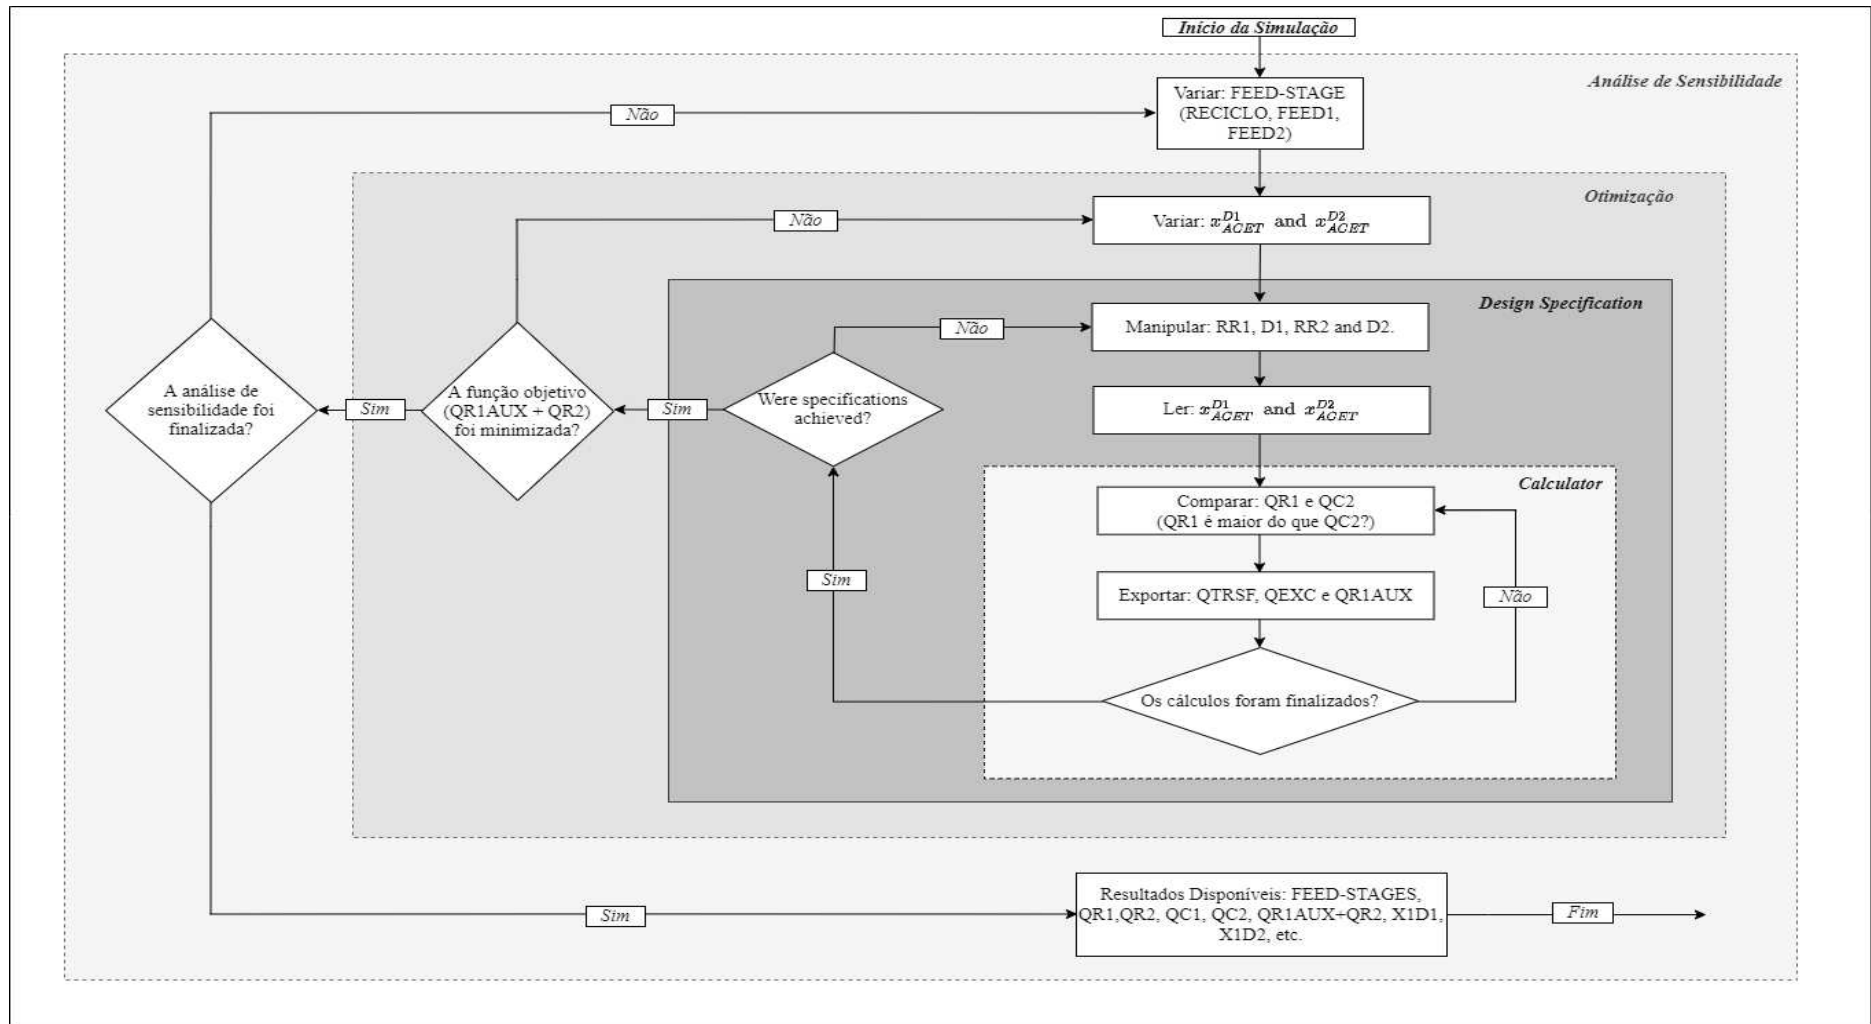 Início da Simulação
Análise de Sensibilidade
Variar: FEED-STAGE
(RECICLO, FEED1,
FEED2)
Não
Otimização
Variar: x_{ACET}^{D1} and x_{ACET}^{D2}
Não
Design Specification
Manipular: RR1, D1, RR2 and D2.
Não
Ler: x_{ACET}^{D1} and x_{ACET}^{D2}
A análise de
sensibilidade foi
finalizada?
Sim
A função objetivo
(QR1AUX + QR2)
foi minimizada?
Sim
Were specifications
achieved?
Calculator
Comparar: QR1 e QC2
(QR1 é maior do que QC2?)
Sim
Exportar: QTRSF, QEXC e QR1AUX
Não
Os cálculos foram finalizados?
Resultados Disponíveis: FEED-STAGES,
QR1,QR2, QC1, QC2, QR1AUX+QR2, X1D1,
X1D2, etc.
Sim
Fim